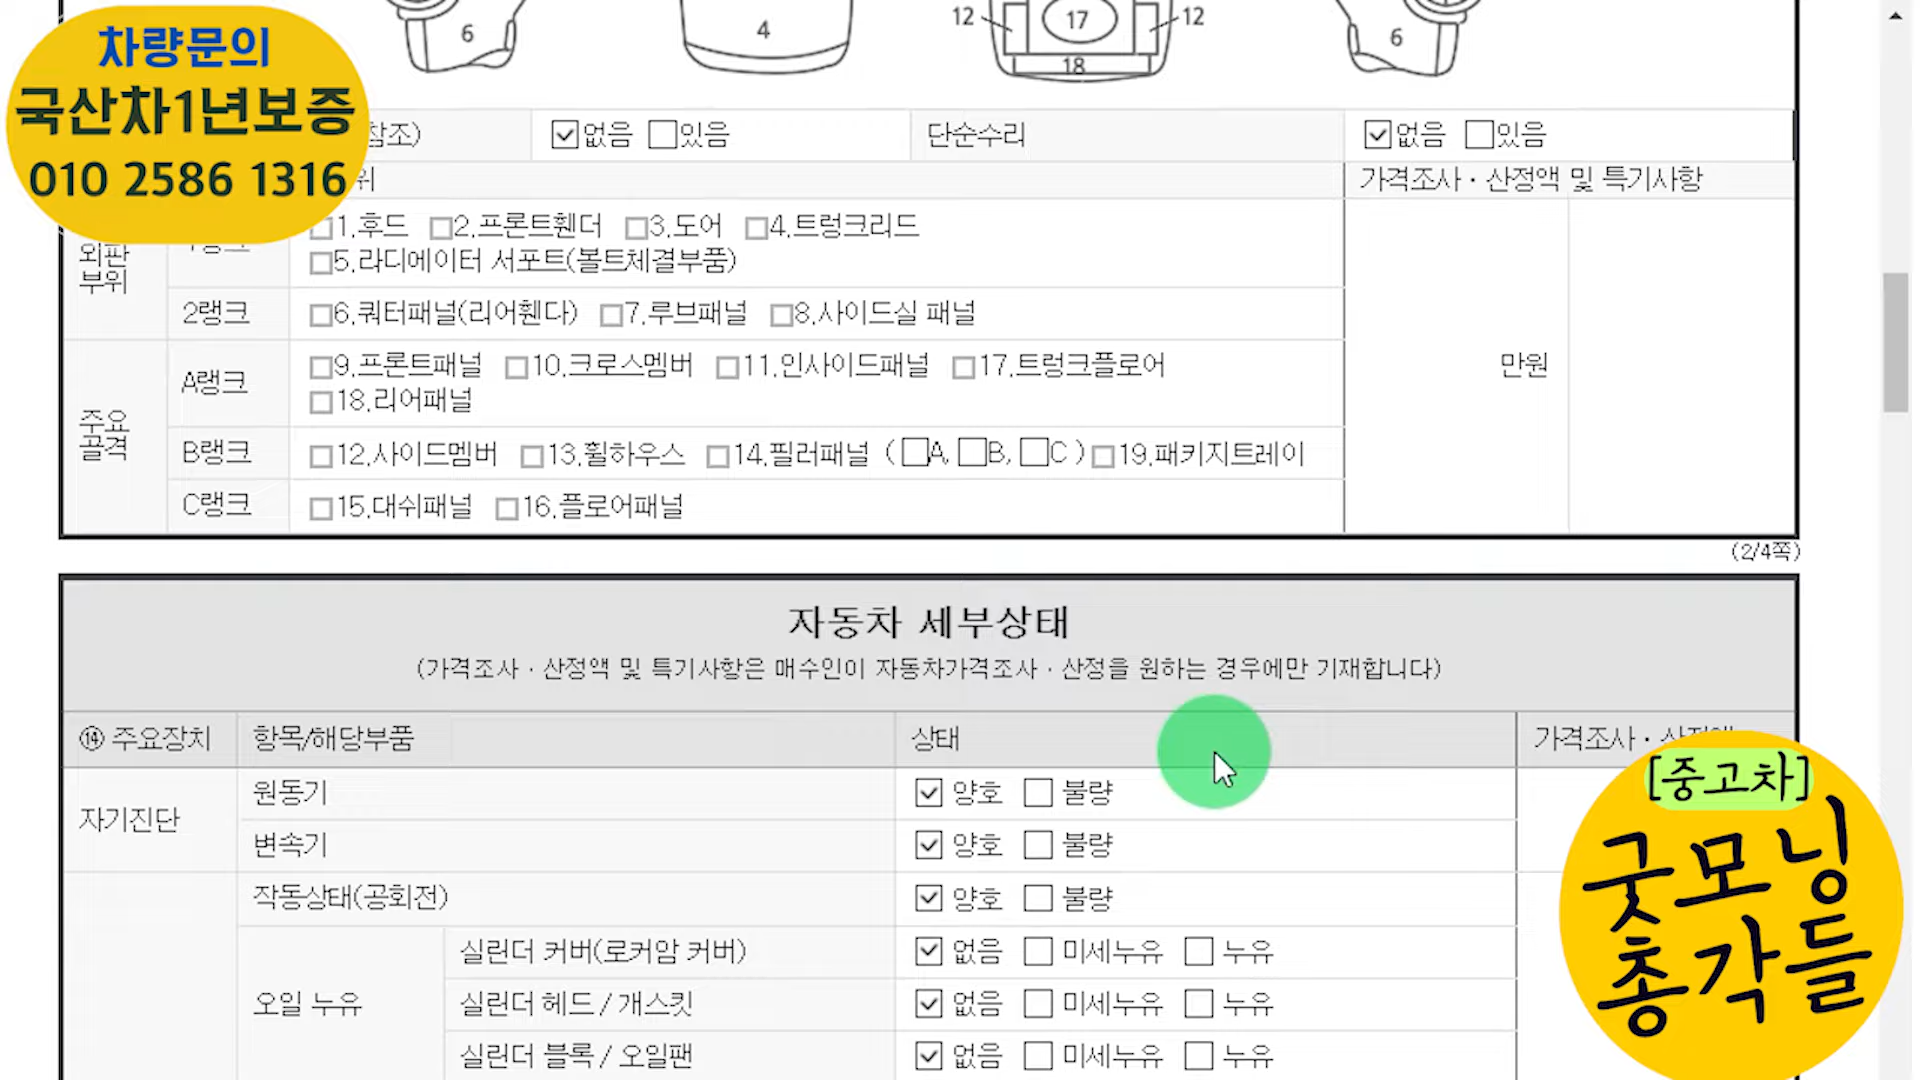 차량문의
국산차1년보증
010 2586 1316
6
4
12
17
12
18
6
참조)
☑없음 ☐있음
단순수리
☑없음 ☐있음
위
가격조사·산정액 및 특기사항
외판
부위
☐1.후드 ☐2.프론트휀더 ☐3.도어 ☐4.트렁크리드
☐5.라디에이터 서포트(볼트체결부품)
2랭크
☐6.쿼터패널(리어휀다) ☐7.루브패널 ☐8.사이드실 패널
주요
골격
A랭크
☐9.프론트패널 ☐10.크로스멤버 ☐11.인사이드패널 ☐17.트렁크플로어
☐18.리어패널
만원
B랭크
☐12.사이드멤버 ☐13.휠하우스 ☐14.필러패널 (☐A, ☐B, ☐C) ☐19.패키지트레이
C랭크
☐15.대쉬패널 ☐16.플로어패널
(2/4쪽)
자동차 세부상태
(가격조사·산정액 및 특기사항은 매수인이 자동차가격조사·산정을 원하는 경우에만 기재합니다)
⑭ 주요장치
항목/해당부품
상태
가격조사·산정액
자기진단
원동기
☑ 양호 ☐ 불량
변속기
☑ 양호 ☐ 불량
작동상태(공회전)
☑ 양호 ☐ 불량
오일 누유
실린더 커버(로커암 커버)
☑ 없음 ☐ 미세누유 ☐ 누유
실린더 헤드 / 개스킷
☑ 없음 ☐ 미세누유 ☐ 누유
실린더 블록 / 오일팬
☑ 없음 ☐ 미세누유 ☐ 누유
[중고차]
굿모닝
총각들